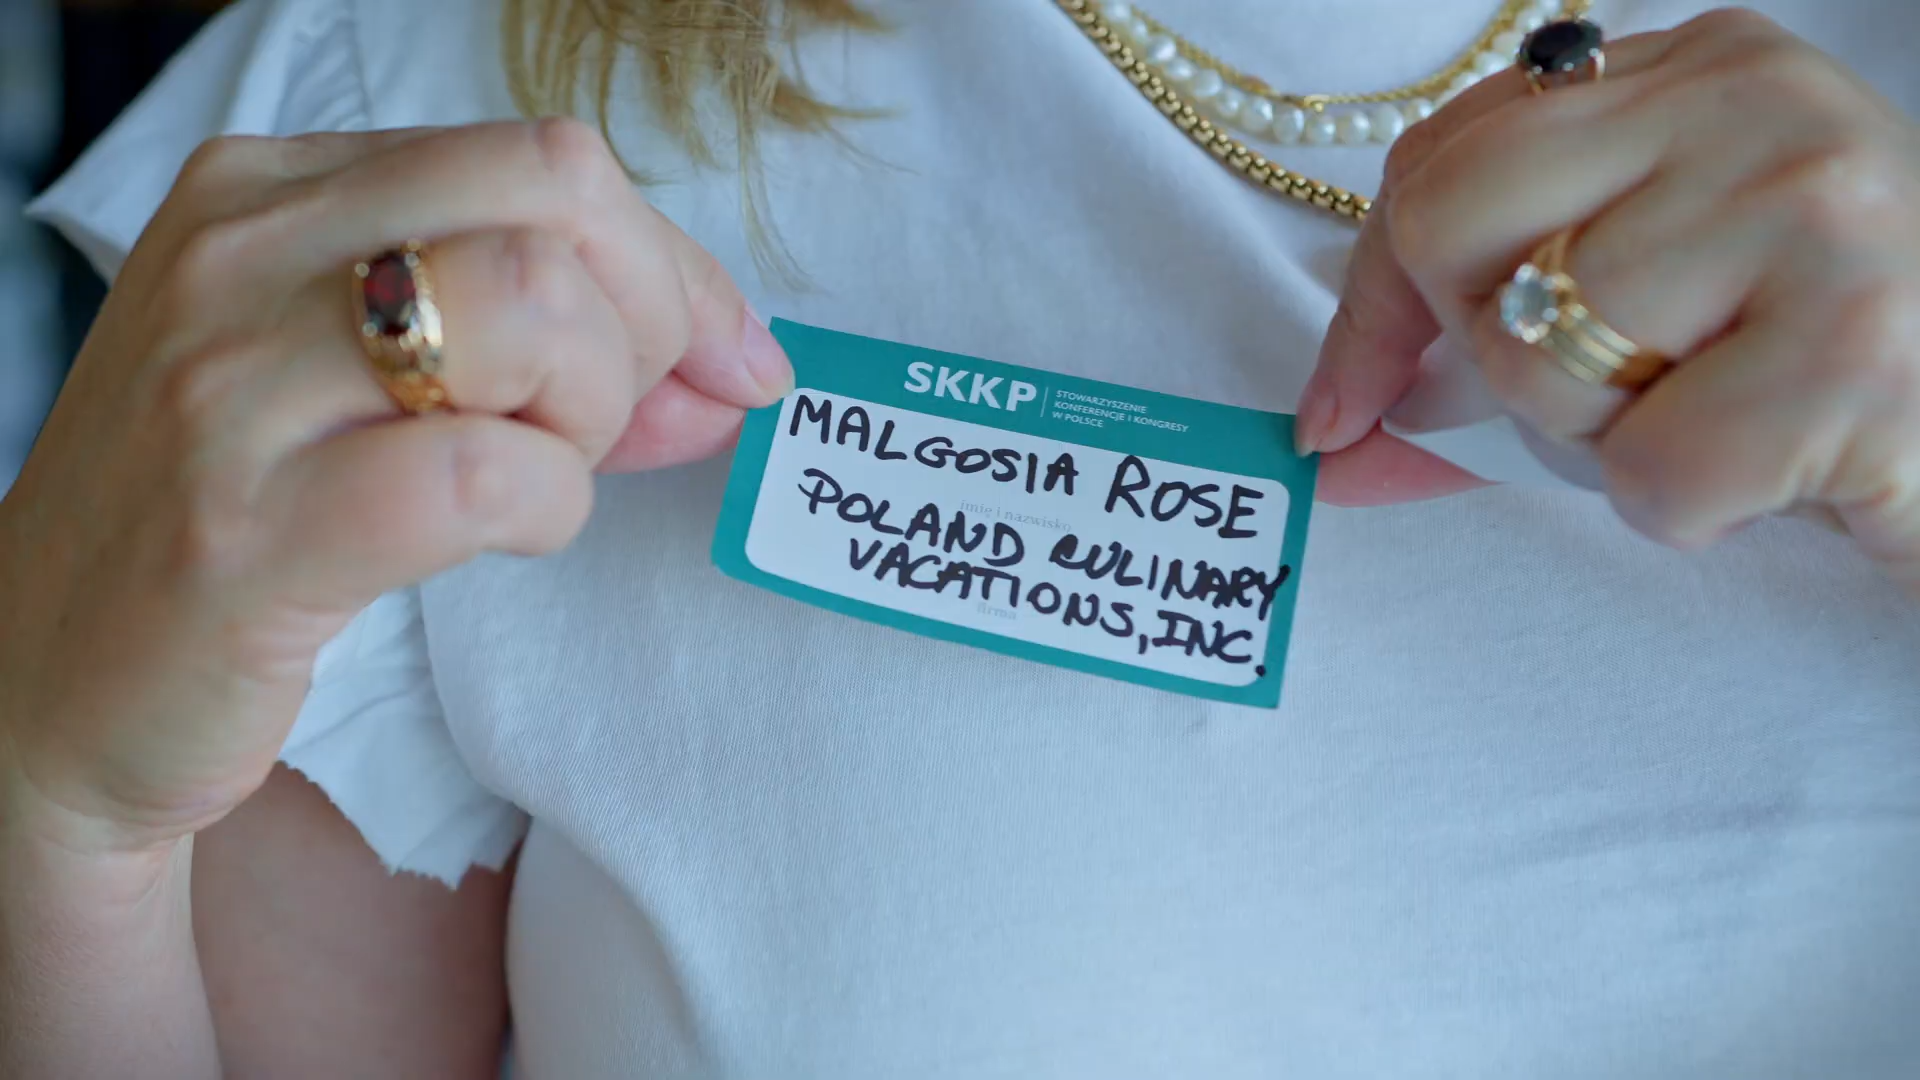 SKKP
STOWARZYSZENIE
KONFERENCJE I KONGRESY
W POLSCE
MALGOSIA ROSE
imię i nazwisko
POLAND CULINARY
VACATIONS, INC.
firma